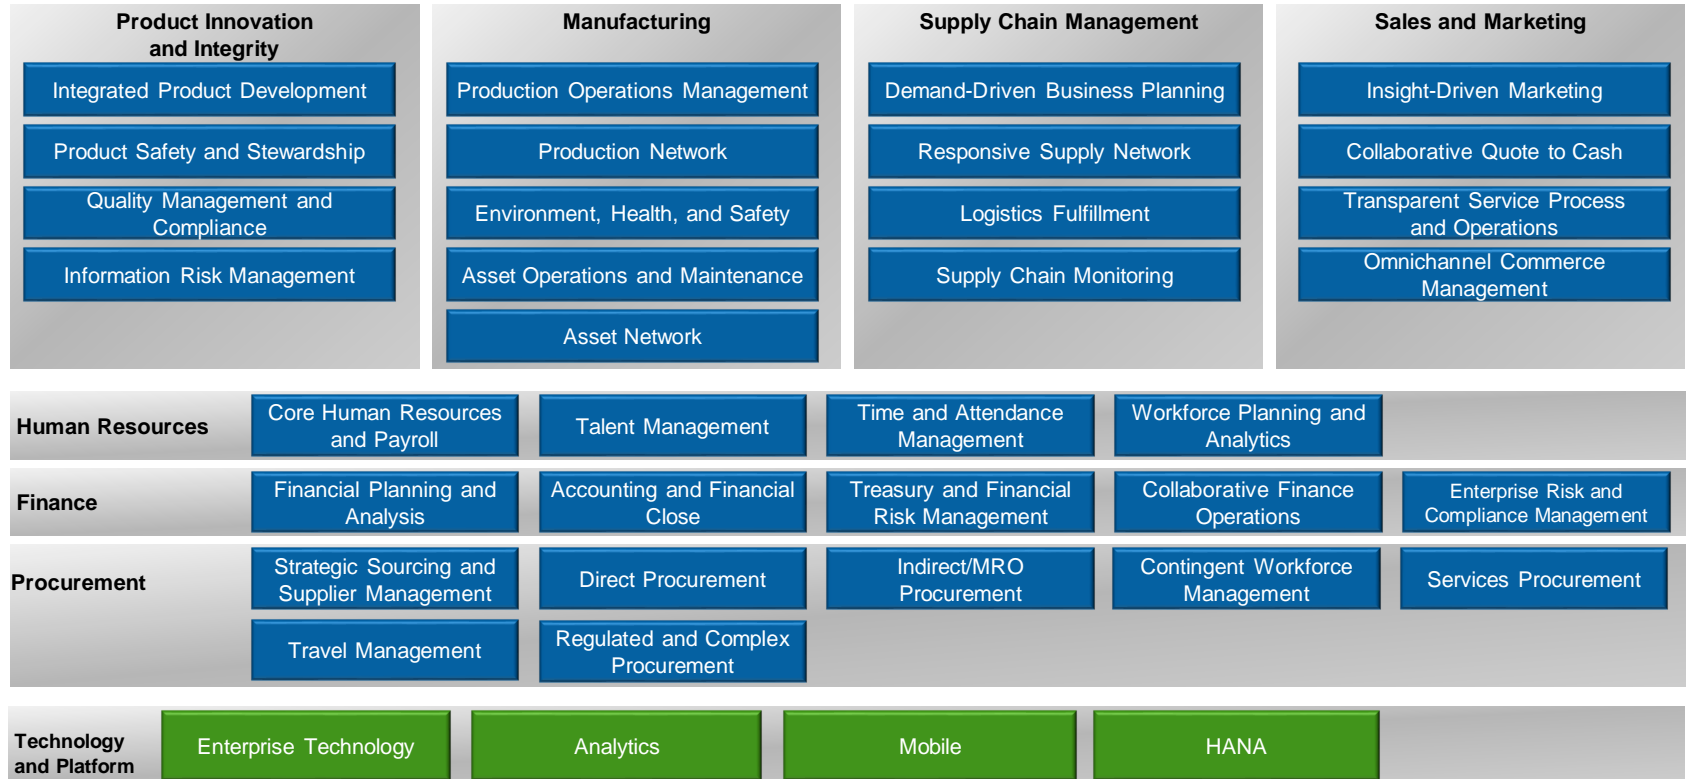 Product Innovation
and Integrity
Integrated Product Development
Product Safety and Stewardship
Quality Management and
Compliance
Information Risk Management
Manufacturing
Production Operations Management
Production Network
Environment, Health, and Safety
Asset Operations and Maintenance
Asset Network
Supply Chain Management
Demand-Driven Business Planning
Responsive Supply Network
Logistics Fulfillment
Supply Chain Monitoring
Sales and Marketing
Insight-Driven Marketing
Collaborative Quote to Cash
Transparent Service Process
and Operations
Omnichannel Commerce
Management
Human Resources
Core Human Resources
and Payroll
Talent Management
Time and Attendance
Management
Workforce Planning and
Analytics
Finance
Financial Planning and
Analysis
Accounting and Financial
Close
Treasury and Financial
Risk Management
Collaborative Finance
Operations
Enterprise Risk and
Compliance Management
Procurement
Strategic Sourcing and
Supplier Management
Direct Procurement
Indirect/MRO
Procurement
Contingent Workforce
Management
Services Procurement
Travel Management
Regulated and Complex
Procurement
Technology
and Platform
Enterprise Technology
Analytics
Mobile
HANA